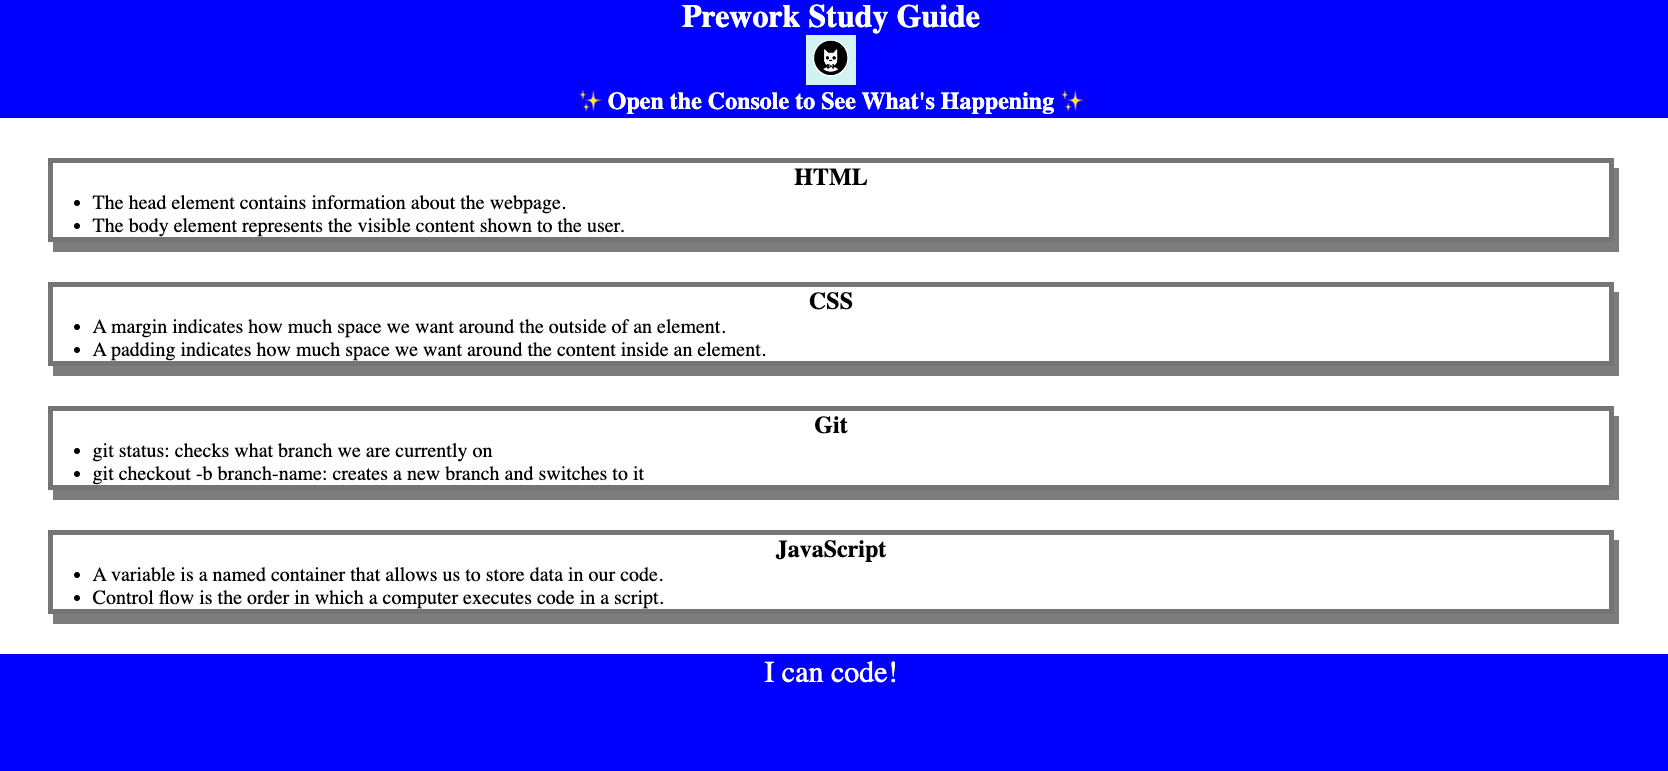 Prework Study Guide
✨ Open the Console to See What's Happening ✨
HTML
• The head element contains information about the webpage.
• The body element represents the visible content shown to the user.
CSS
• A margin indicates how much space we want around the outside of an element.
• A padding indicates how much space we want around the content inside an element.
Git
• git status: checks what branch we are currently on
• git checkout -b branch-name: creates a new branch and switches to it
JavaScript
• A variable is a named container that allows us to store data in our code.
• Control flow is the order in which a computer executes code in a script.
I can code!